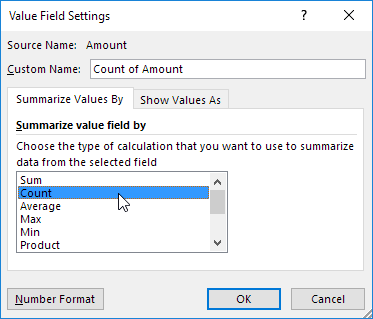 Value Field Settings ?
Source Name: Amount
Custom Name: Count of Amount
Summarize Values By Show Values As
Summarize value field by
Choose the type of calculation that you want to use to summarize
data from the selected field
Sum
Count
Average
Max
Min
Product
Number Format OK Cancel